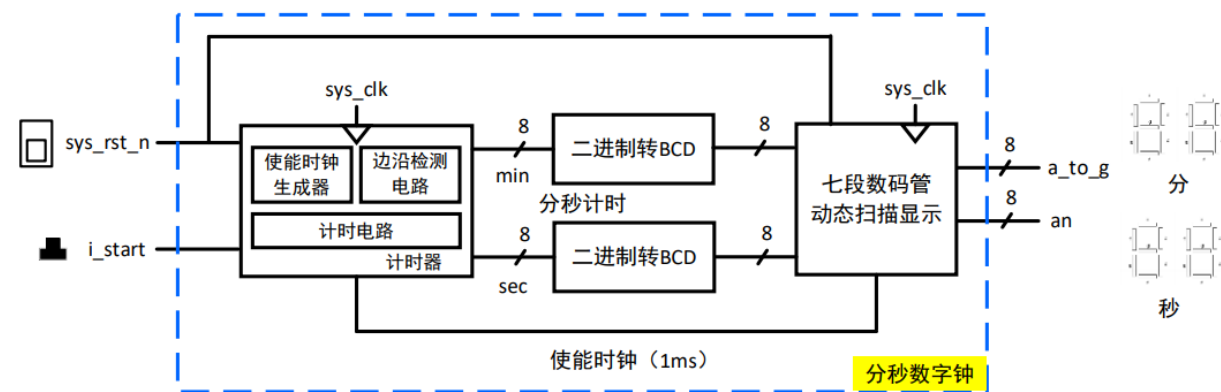 sys_clk
sys_clk
sys_rst_n
8
8
8
使能时钟
生成器
边沿检测
电路
二进制转BCD
七段数码管
动态扫描显示
a_to_g
min
分秒计时
分
计时电路
8
8
8
an
i_start
计时器
二进制转BCD
sec
秒
使能时钟（1ms）
分秒数字钟